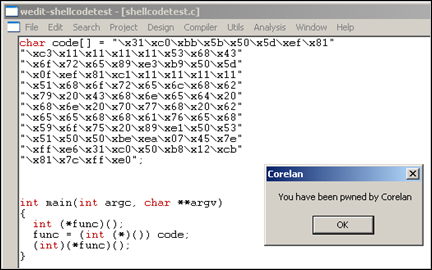 wedit-shellcodetest - [shellcodetest.c]
File Edit Search Project Design Compiler Utils Analysis Window Help
char code[] = "\x31\xc0\xbb\x5b\x50\x5d\xef\x81"
"\xc3\x11\x11\x11\x11\x53\x68\x43"
"\x6f\x72\x65\x89\xe3\xb9\x50\x5d"
"\x0f\xef\x81\xc1\x11\x11\x11\x11"
"\x51\x68\x6f\x72\x65\x6c\x68\x62"
"\x79\x20\x43\x68\x6e\x65\x64\x20"
"\x68\x6e\x20\x70\x77\x68\x20\x62"
"\x65\x65\x68\x68\x61\x76\x65\x68"
"\x59\x6f\x75\x20\x89\xe1\x50\x53"
"\x51\x50\x50\xbe\xea\x07\x45\x7e"
"\xff\xe6\x31\xc0\x50\xb8\x12\xcb"
"\x81\x7c\xff\xe0";
Corelan
You have been pwned by Corelan
OK
int main(int argc, char **argv)
{
int (*func)();
func = (int (*)()) code;
(int)(*func)();
}